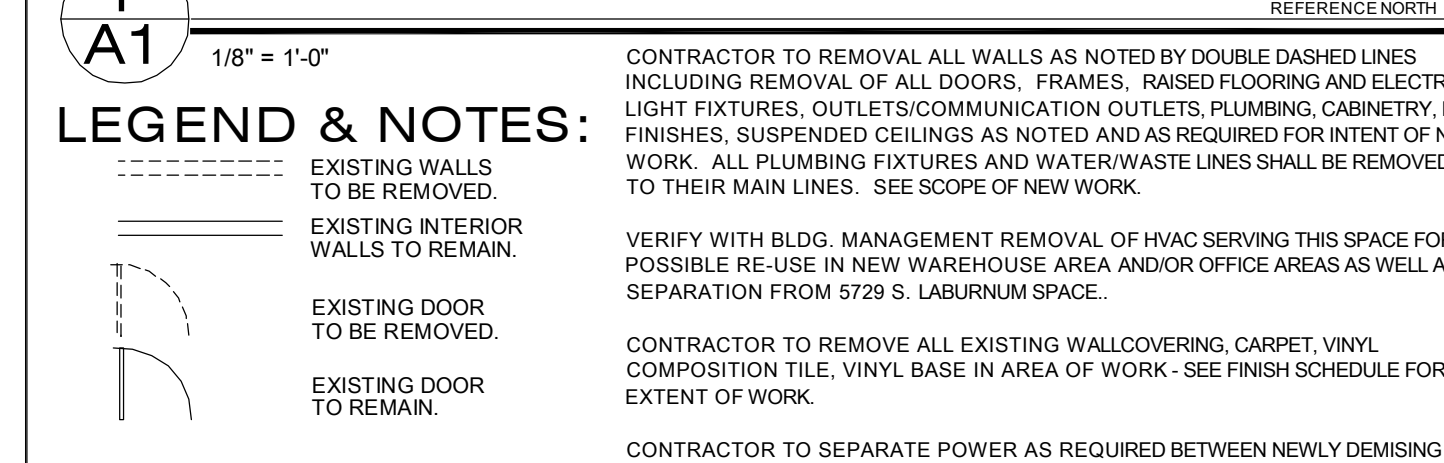 REFERENCE NORTH
A1
1/8" = 1'-0"
LEGEND & NOTES:
EXISTING WALLS
TO BE REMOVED.
EXISTING INTERIOR
WALLS TO REMAIN.
EXISTING DOOR
TO BE REMOVED.
EXISTING DOOR
TO REMAIN.
CONTRACTOR TO REMOVAL ALL WALLS AS NOTED BY DOUBLE DASHED LINES
INCLUDING REMOVAL OF ALL DOORS, FRAMES, RAISED FLOORING AND
LIGHT FIXTURES, OUTLETS/COMMUNICATION OUTLETS, PLUMBING, CABINETRY,
FINISHES, SUSPENDED CEILINGS AS NOTED AND AS REQUIRED FOR INTENT OF
WORK. ALL PLUMBING FIXTURES AND WATER/WASTE LINES SHALL BE REMOVED
TO THEIR MAIN LINES. SEE SCOPE OF NEW WORK.
VERIFY WITH BLDG. MANAGEMENT REMOVAL OF HVAC SERVING THIS SPACE FOR
POSSIBLE RE-USE IN NEW WAREHOUSE AREA AND/OR OFFICE AREAS AS WELL
SEPARATION FROM 5729 S. LABURNUM SPACE..
CONTRACTOR TO REMOVE ALL EXISTING WALLCOVERING, CARPET, VINYL
COMPOSITION TILE, VINYL BASE IN AREA OF WORK - SEE FINISH SCHEDULE FOR
EXTENT OF WORK.
CONTRACTOR TO SEPARATE POWER AS REQUIRED BETWEEN NEWLY DEMISING